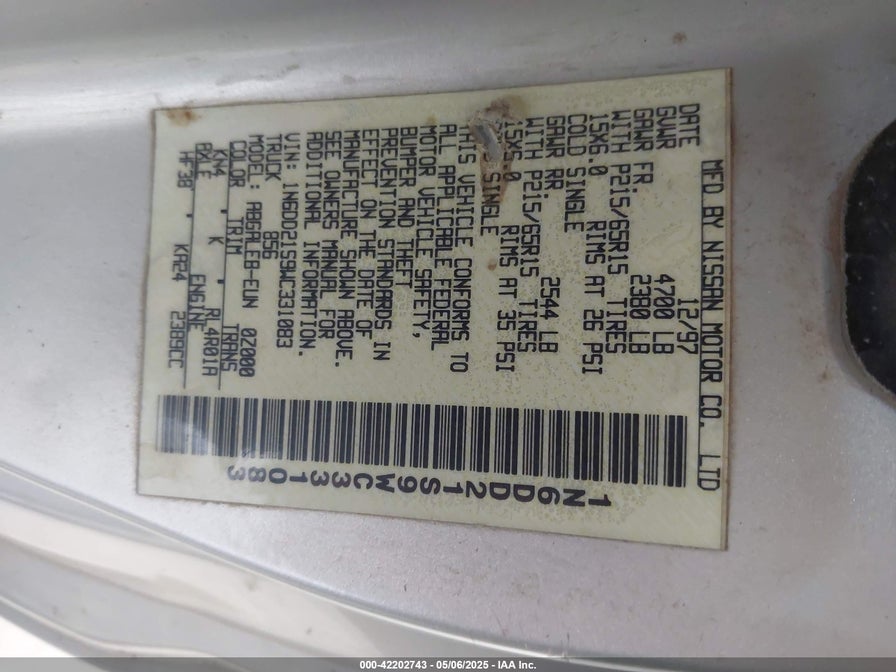 MFD BY NISSAN MOTOR CO., LTD
DATE 12/97
GVWR 4700 LB
GAWR FR. 2380 LB
WITH P215/65R15 TIRES
15X6.0 RIMS AT 26 PSI
COLD SINGLE
GAWR RR. 2544 LB
WITH P215/65R15 TIRES
15X6.0 RIMS AT 35 PSI
SINGLE
THIS VEHICLE CONFORMS TO
ALL APPLICABLE FEDERAL
MOTOR VEHICLE SAFETY,
BUMPER AND THEFT
PREVENTION STANDARDS IN
EFFECT ON THE DATE OF
MANUFACTURE SHOWN ABOVE.
SEE OWNERS MANUAL FOR
ADDITIONAL INFORMATION.
VIN: 1N6DD21S9WC331083
TRUCK 856
MODEL: AB5ALEB-EUN 0Z000
COLOR TRIM TRANS
KN4 . K . RL4R01A
AXLE ENGINE
HF38 . KA24 2389CC
1N6DD21S9WC331083
000-42202743 - 05/06/2025 - IAA Inc.